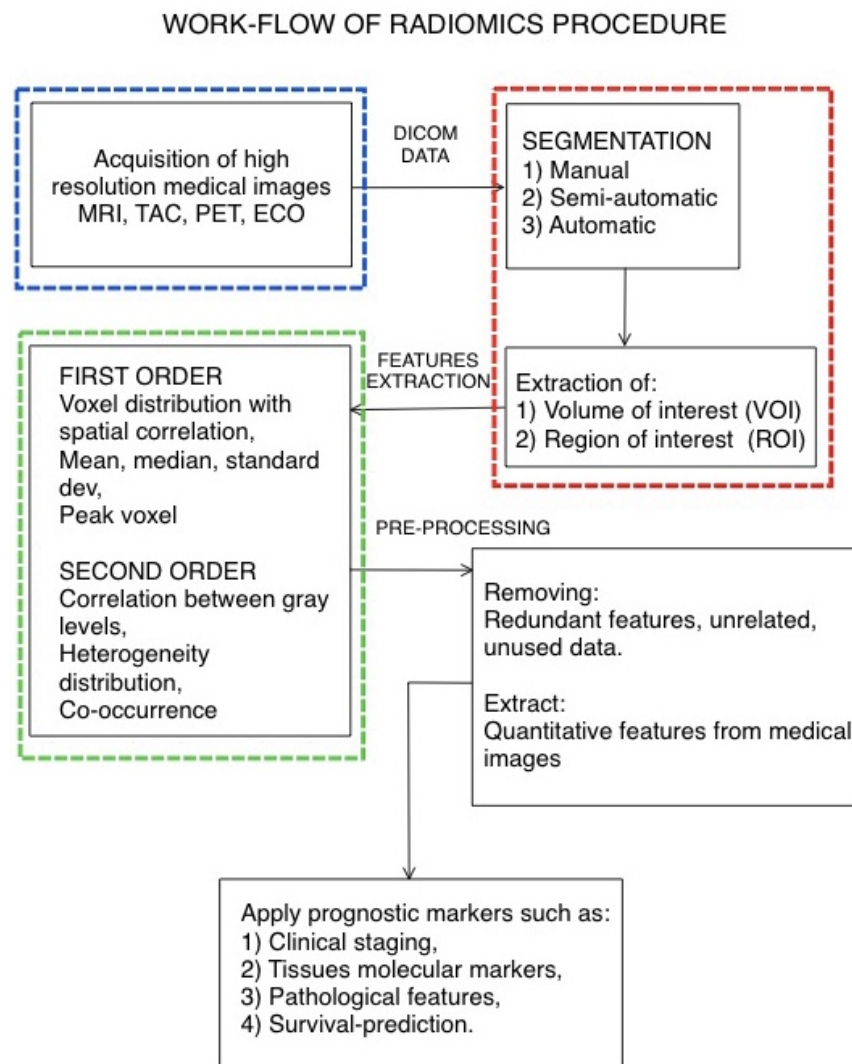 WORK-FLOW OF RADIOMICS PROCEDURE
Acquisition of high
resolution medical images
MRI, TAC, PET, ECO
DICOM
DATA
SEGMENTATION
1) Manual
2) Semi-automatic
3) Automatic
Extraction of:
1) Volume of interest (VOI)
2) Region of interest (ROI)
FEATURES
EXTRACTION
FIRST ORDER
Voxel distribution with
spatial correlation,
Mean, median, standard
dev,
Peak voxel
SECOND ORDER
Correlation between gray
levels,
Heterogeneity
distribution,
Co-occurrence
PRE-PROCESSING
Removing:
Redundant features, unrelated,
unused data.
Extract:
Quantitative features from medical
images
Apply prognostic markers such as:
1) Clinical staging,
2) Tissues molecular markers,
3) Pathological features,
4) Survival-prediction.